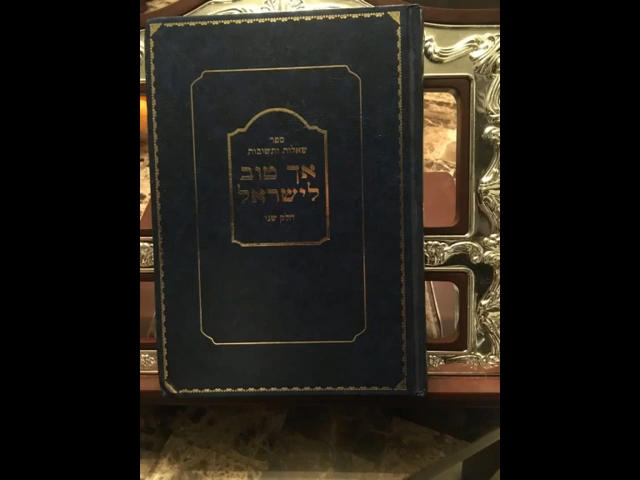 ספר
שאלות ותשובות
אך טוב
לישראל
חלק שני